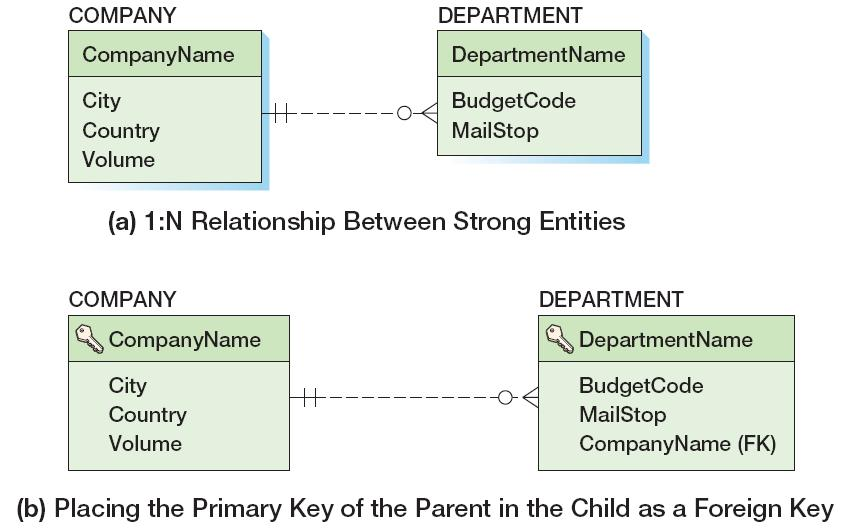 COMPANY
DEPARTMENT
CompanyName
DepartmentName
City
Country
Volume
BudgetCode
MailStop
(a) 1:N Relationship Between Strong Entities
COMPANY
DEPARTMENT
CompanyName
DepartmentName
City
Country
Volume
BudgetCode
MailStop
CompanyName (FK)
(b) Placing the Primary Key of the Parent in the Child as a Foreign Key